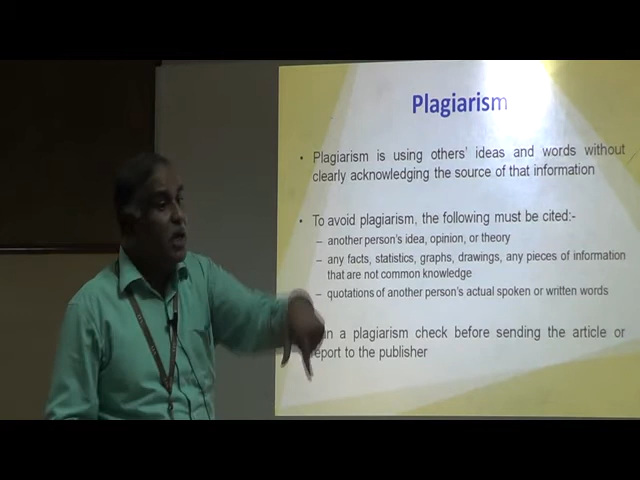 Plagiarism
• Plagiarism is using others' ideas and words without
clearly acknowledging the source of that information
• To avoid plagiarism, the following must be cited:-
– another person's idea, opinion, or theory
– any facts, statistics, graphs, drawings, any pieces of information
that are not common knowledge
– quotations of another person's actual spoken or written words
a plagiarism check before sending the article or
to the publisher